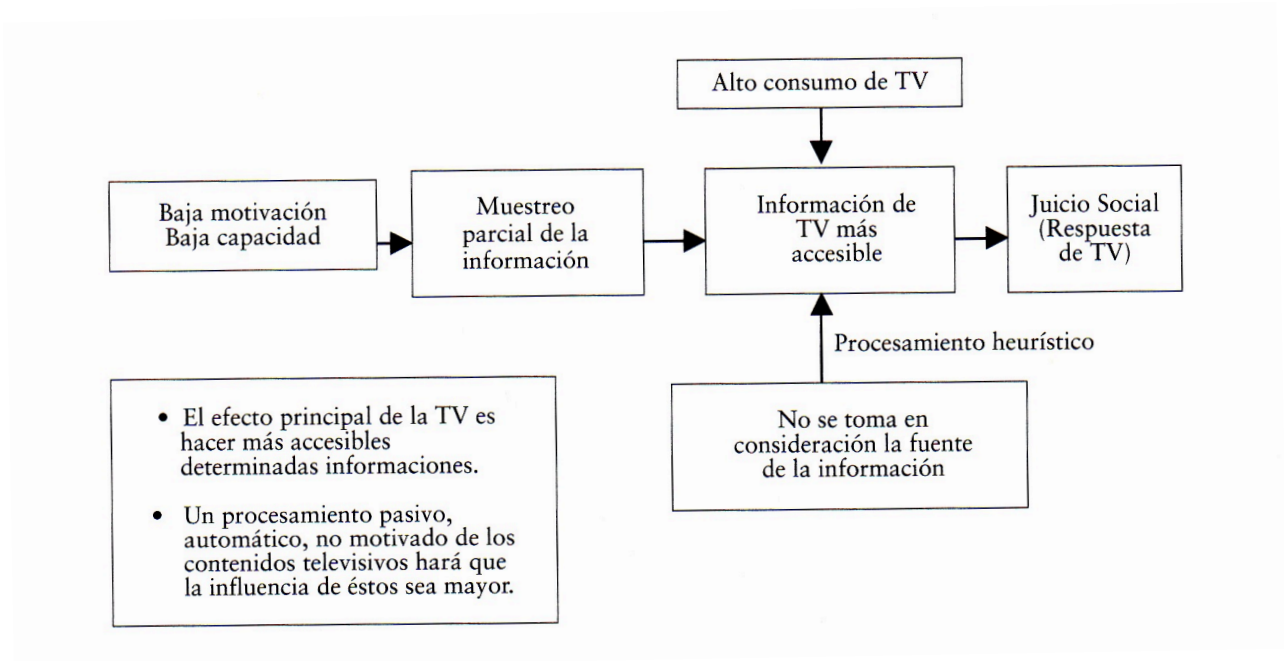 Alto consumo de TV
Baja motivación
Baja capacidad
Muestreo
parcial de la
información
Información de
TV más
accesible
Juicio Social
(Respuesta
de TV)
Procesamiento heurístico
No se toma en
consideración la fuente
de la información
• El efecto principal de la TV es
hacer más accesibles
determinadas informaciones.
• Un procesamiento pasivo,
automático, no motivado de los
contenidos televisivos hará que
la influencia de éstos sea mayor.